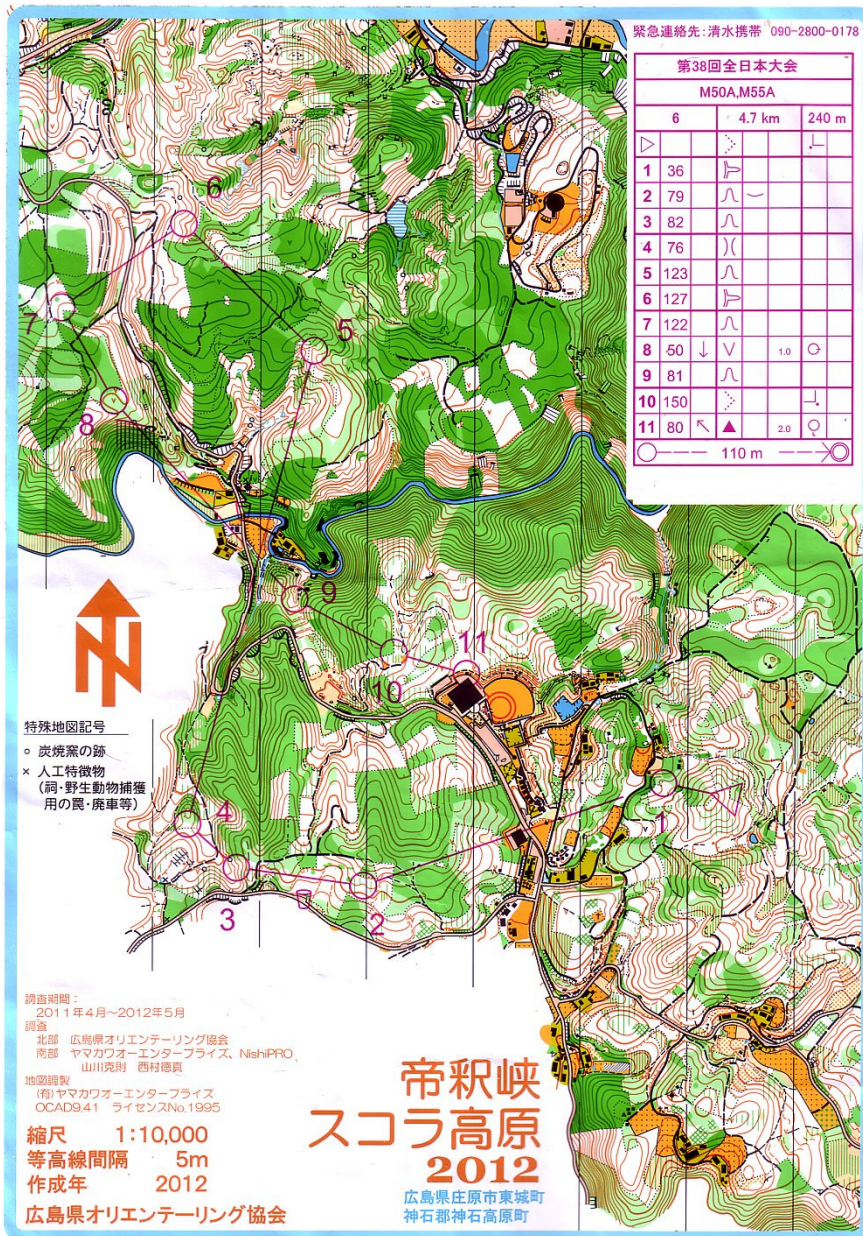 緊急連絡先:清水携帯 090-2800-0178
第38回全日本大会
M50A,M55A
6 4.7 km 240 m
1 36
2 79
3 82
4 76
5 123
6 127
7 122
8 50 1.0
9 81
10 150
11 80 2.0
110 m
6
5
7
8
9
11
10
1
4
3
2
N
特殊地図記号
炭焼窯の跡
× 人工特徴物
(祠・野生動物捕獲
用の罠・廃車等)
調査期間:
2011年4月~2012年5月
調査
北部 広島県オリエンテーリング協会
南部 ヤマカワオーエンタープライズ、NishiPRO、
山川克則 西村徳真
地図調製
(有)ヤマカワオーエンタープライズ
OCAD9.41 ライセンスNo.1995
縮尺 1:10,000
等高線間隔 5m
作成年 2012
広島県オリエンテーリング協会
帝釈峡
スコラ高原
2012
広島県庄原市東城町
神石郡神石高原町